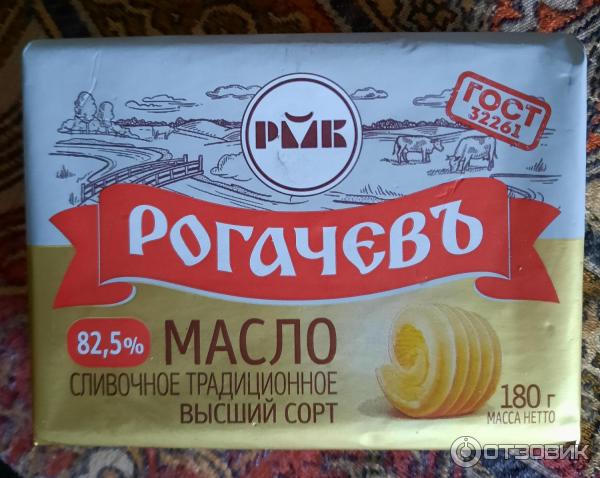 РМК
ГОСТ
32261
РОГАЧЕВЪ
82,5%
МАСЛО
СЛИВОЧНОЕ ТРАДИЦИОННОЕ
ВЫСШИЙ СОРТ
180 г
МАССА НЕТТО
ОТЗОВИК